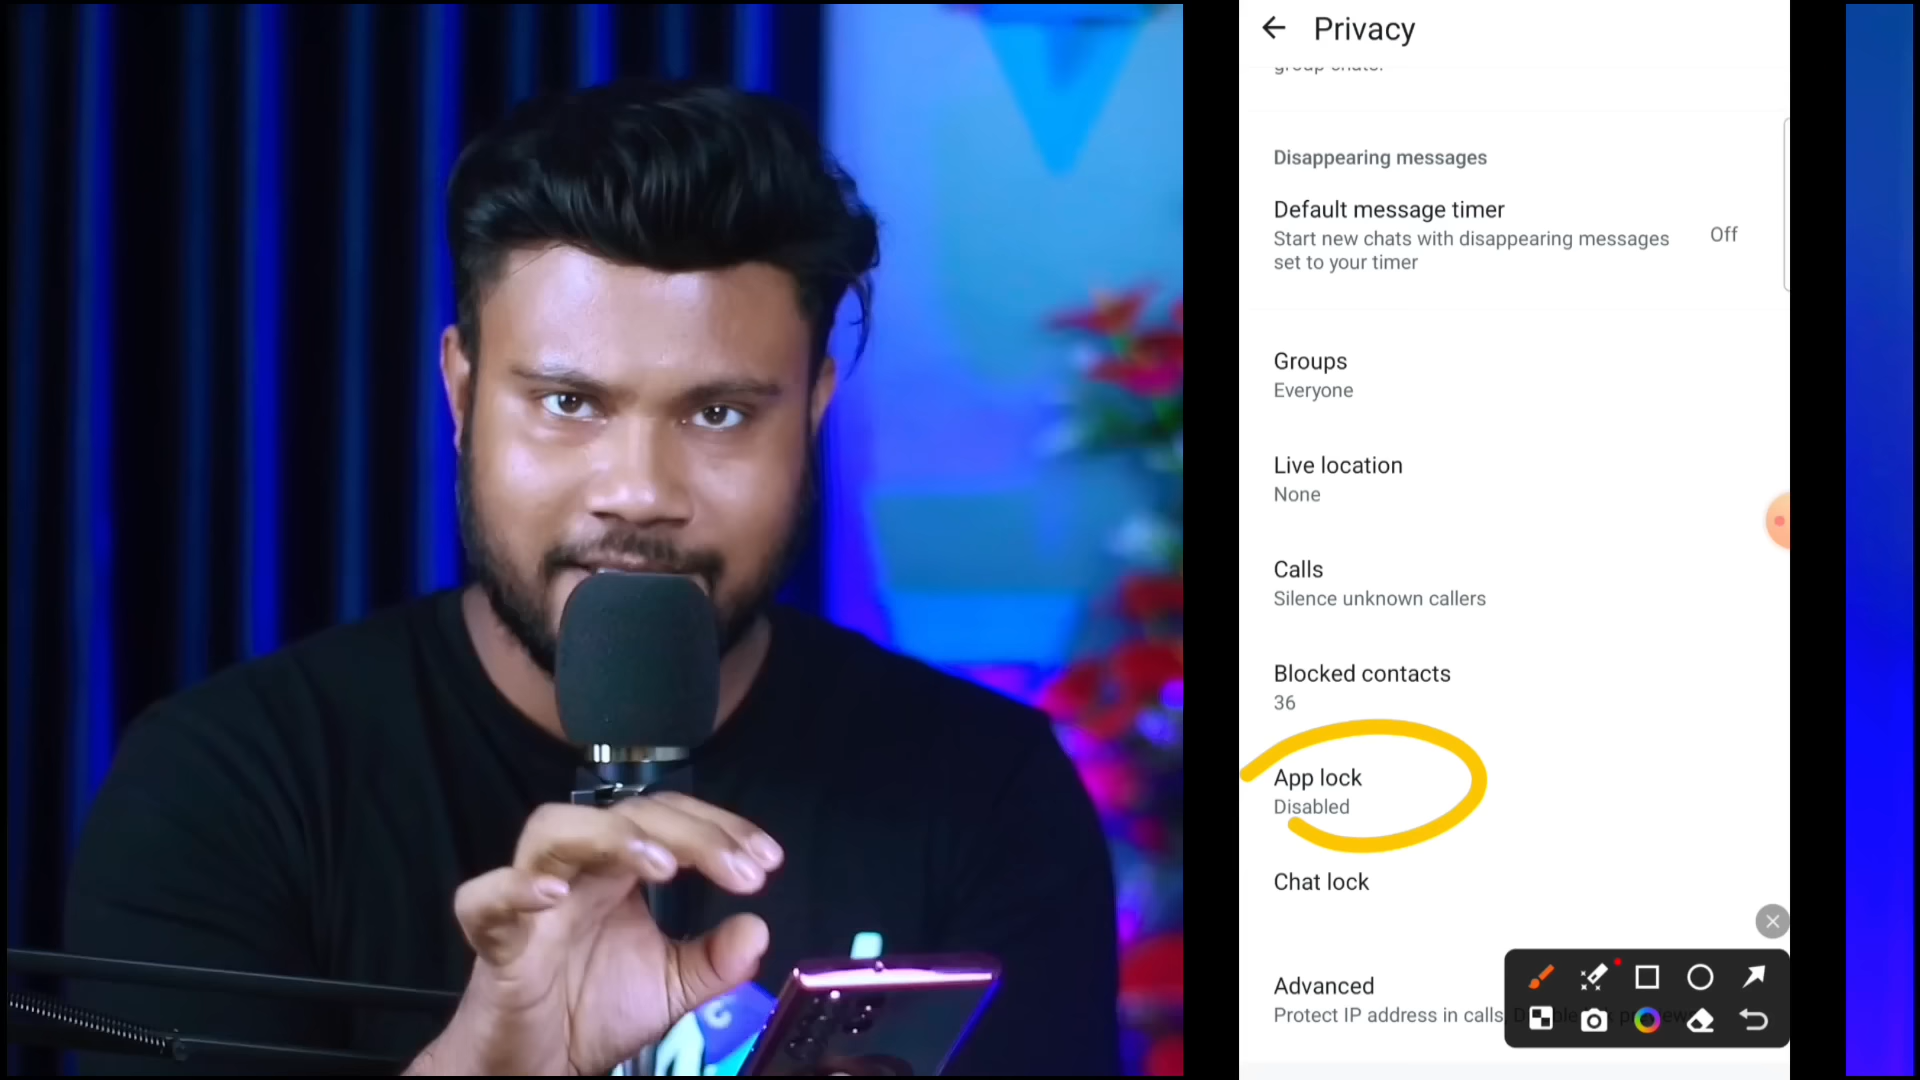 Privacy
group chats.
Disappearing messages
Default message timer
Start new chats with disappearing messages
set to your timer
Off
Groups
Everyone
Live location
None
Calls
Silence unknown callers
Blocked contacts
36
App lock
Disabled
Chat lock
Advanced
Protect IP address in calls,